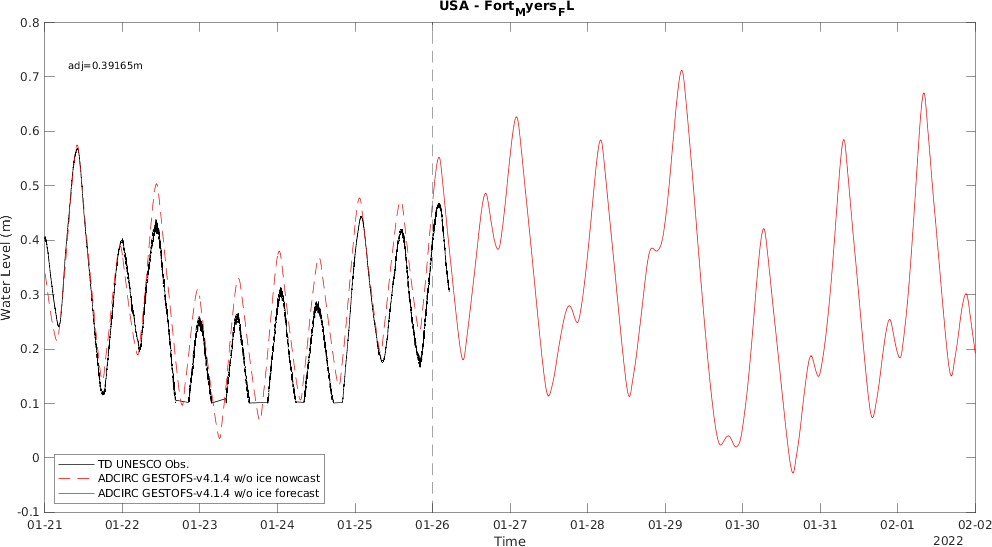 USA - Fort_Myers_FL
adj=0.39165m
0.8
0.7
0.6
0.5
0.4
0.3
0.2
0.1
0
-0.1
Water Level (m)
TD UNESCO Obs.
ADCIRC GESTOFS-v4.1.4 w/o ice nowcast
ADCIRC GESTOFS-v4.1.4 w/o ice forecast
01-21 01-22 01-23 01-24 01-25 01-26 01-27 01-28 01-29 01-30 01-31 02-01 02-02
Time
2022